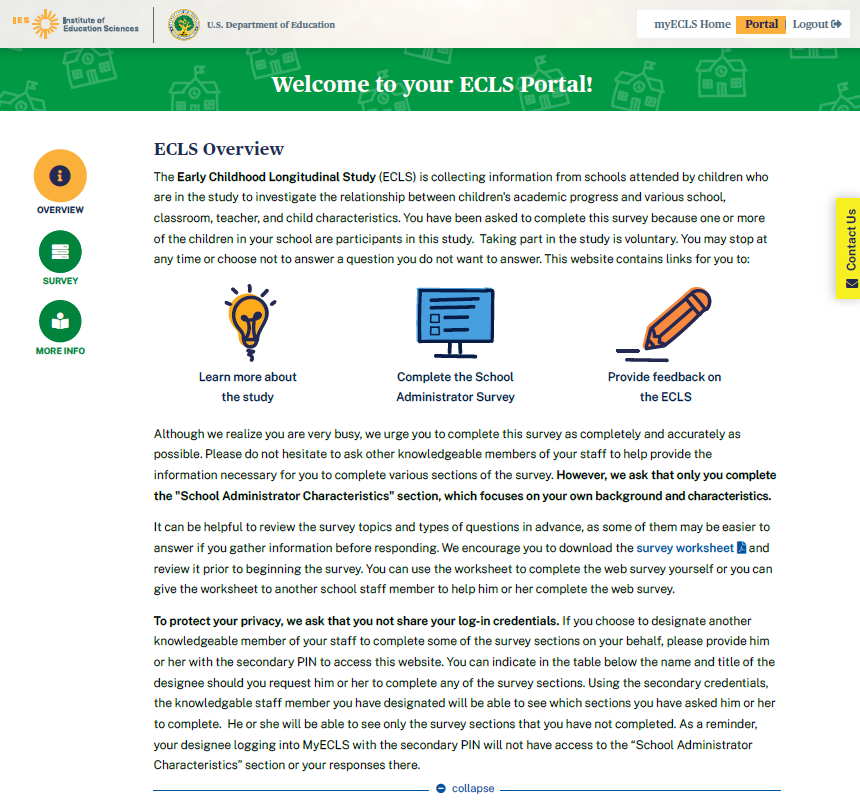 IES Institute of
Education Sciences
U.S. Department of Education
myECLS Home Portal Logout
Welcome to your ECLS Portal!
OVERVIEW
SURVEY
MORE INFO
ECLS Overview
The Early Childhood Longitudinal Study (ECLS) is collecting information from schools attended by children who
are in the study to investigate the relationship between children's academic progress and various school,
classroom, teacher, and child characteristics. You have been asked to complete this survey because one or more
of the children in your school are participants in this study. Taking part in the study is voluntary. You may stop at
any time or choose not to answer a question you do not want to answer. This website contains links for you to:
Contact Us
Learn more about
the study
Complete the School
Administrator Survey
Provide feedback on
the ECLS
Although we realize you are very busy, we urge you to complete this survey as completely and accurately as
possible. Please do not hesitate to ask other knowledgeable members of your staff to help provide the
information necessary for you to complete various sections of the survey. However, we ask that only you complete
the "School Administrator Characteristics" section, which focuses on your own background and characteristics.
It can be helpful to review the survey topics and types of questions in advance, as some of them may be easier to
answer if you gather information before responding. We encourage you to download the survey worksheet and
review it prior to beginning the survey. You can use the worksheet to complete the web survey yourself or you can
give the worksheet to another school staff member to help him or her complete the web survey.
To protect your privacy, we ask that you not share your log-in credentials. If you choose to designate another
knowledgeable member of your staff to complete some of the survey sections on your behalf, please provide him
or her with the secondary PIN to access this website. You can indicate in the table below the name and title of the
designee should you request him or her to complete any of the survey sections. Using the secondary credentials,
the knowledgable staff member you have designated will be able to see which sections you have asked him or her
to complete. He or she will be able to see only the survey sections that you have not completed. As a reminder,
your designee logging into MyECLS with the secondary PIN will not have access to the “School Administrator
Characteristics” section or your responses there.
collapse